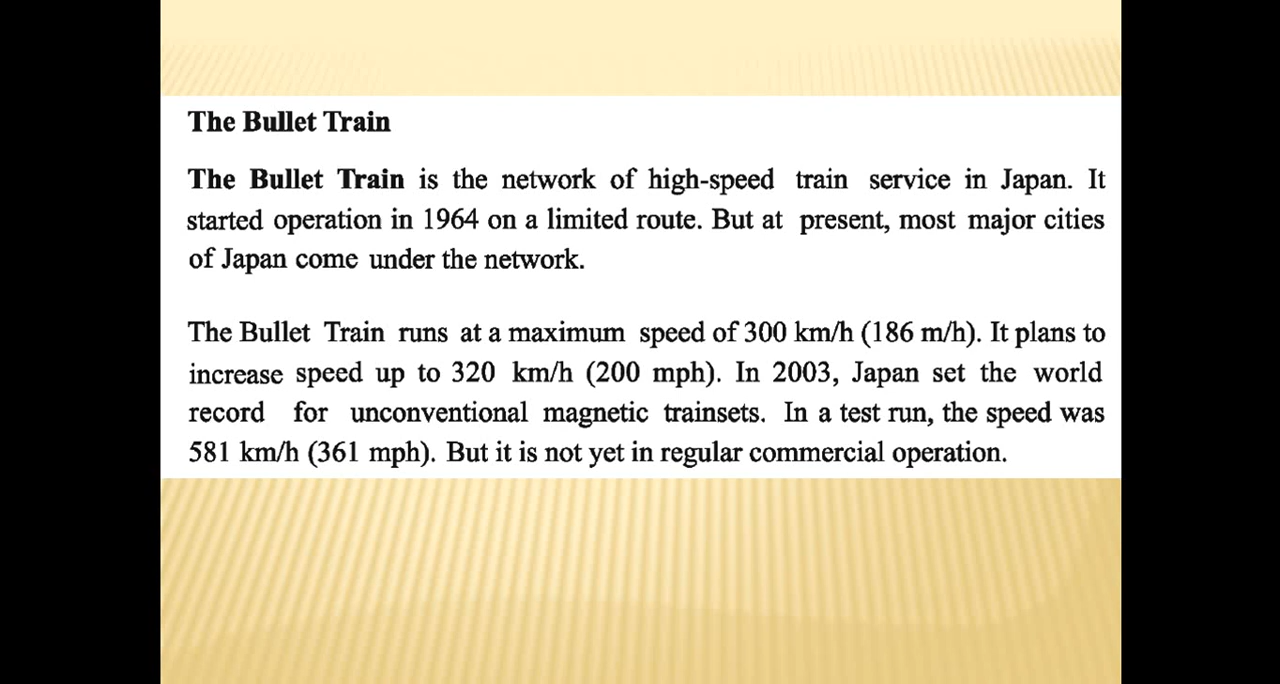 The Bullet Train
The Bullet Train is the network of high-speed train service in Japan. It
started operation in 1964 on a limited route. But at present, most major cities
of Japan come under the network.
The Bullet Train runs at a maximum speed of 300 km/h (186 m/h). It plans to
increase speed up to 320 km/h (200 mph). In 2003, Japan set the world
record for unconventional magnetic trainsets. In a test run, the speed was
581 km/h (361 mph). But it is not yet in regular commercial operation.